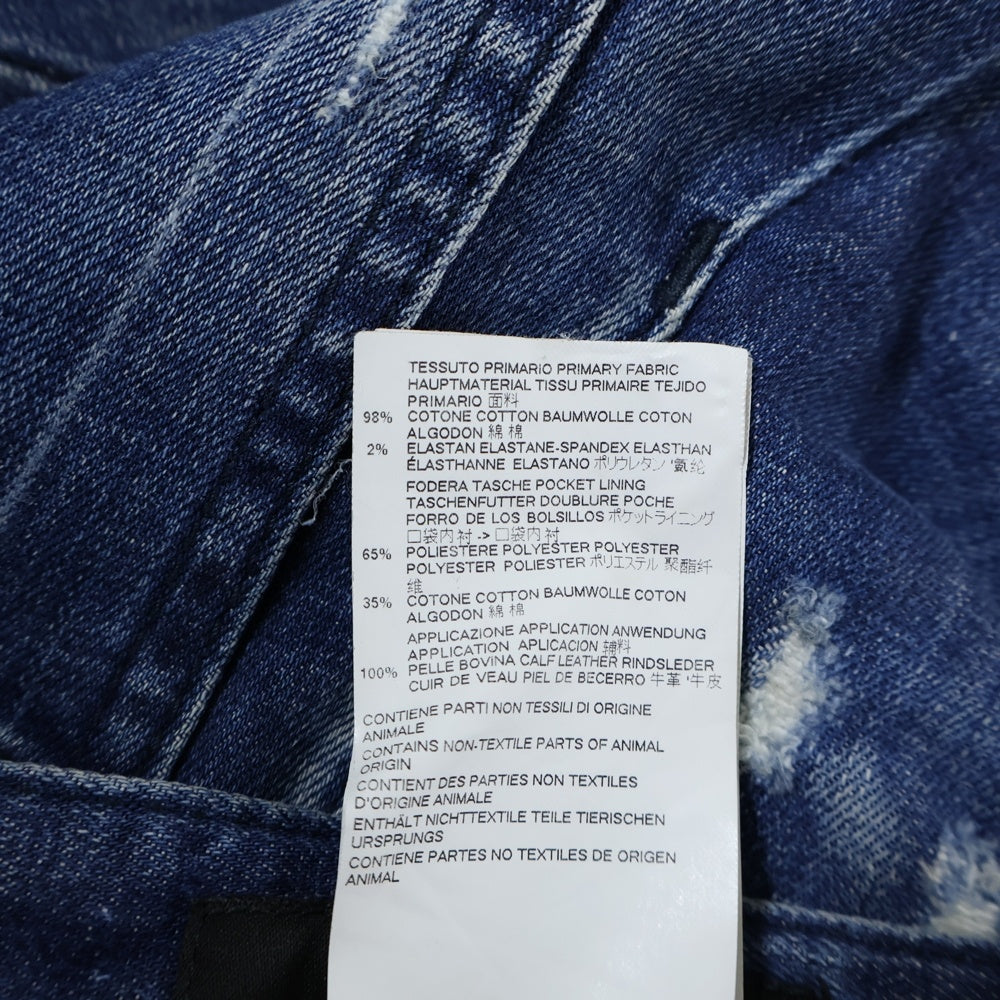 TESSUTO PRIMARIO PRIMARY FABRIC
HAUPTMATERIAL TISSU PRIMAIRE TEJIDO
PRIMARIO 面料
98% COTONE COTTON BAUMWOLLE COTON
ALGODON 綿 棉
2% ELASTAN ELASTANE-SPANDEX ELASTHAN
ÉLASTHANNE ELASTANO ポリウレタン '氨纶
FODERA TASCHE POCKET LINING
TASCHENFUTTER DOUBLURE POCHE
FORRO DE LOS BOLSILLOS ポケットライニング
口袋内衬 -> 口袋内衬
65% POLIESTERE POLYESTER POLYESTER
POLYESTER POLIESTER ポリエステル 聚酯纤
维
35% COTONE COTTON BAUMWOLLE COTON
ALGODON 綿 棉
APPLICAZIONE APPLICATION ANWENDUNG
APPLICATION APLICACION 辅料
100% PELLE BOVINA CALF LEATHER RINDSLEDER
CUIR DE VEAU PIEL DE BECERRO 牛革 '牛皮
CONTIENE PARTI NON TESSILI DI ORIGINE
ANIMALE
CONTAINS NON-TEXTILE PARTS OF ANIMAL
ORIGIN
CONTIENT DES PARTIES NON TEXTILES
D'ORIGINE ANIMALE
ENTHÄLT NICHTTEXTILE TEILE TIERISCHEN
URSPRUNGS
CONTIENE PARTES NO TEXTILES DE ORIGEN
ANIMAL